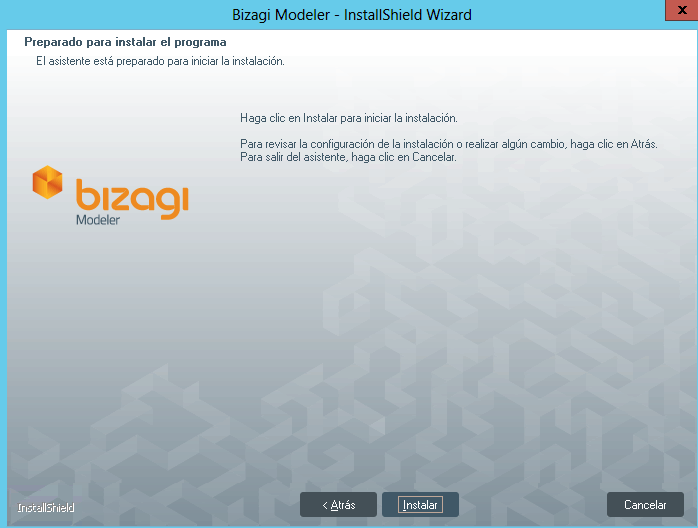 Bizagi Modeler - InstallShield Wizard
x
Preparado para instalar el programa
El asistente está preparado para iniciar la instalación.
Haga clic en Instalar para iniciar la instalación.
Para revisar la configuración de la instalación o realizar algún cambio, haga clic en Atrás.
Para salir del asistente, haga clic en Cancelar.
bizagi
Modeler
InstallShield
< Atrás
Instalar
Cancelar